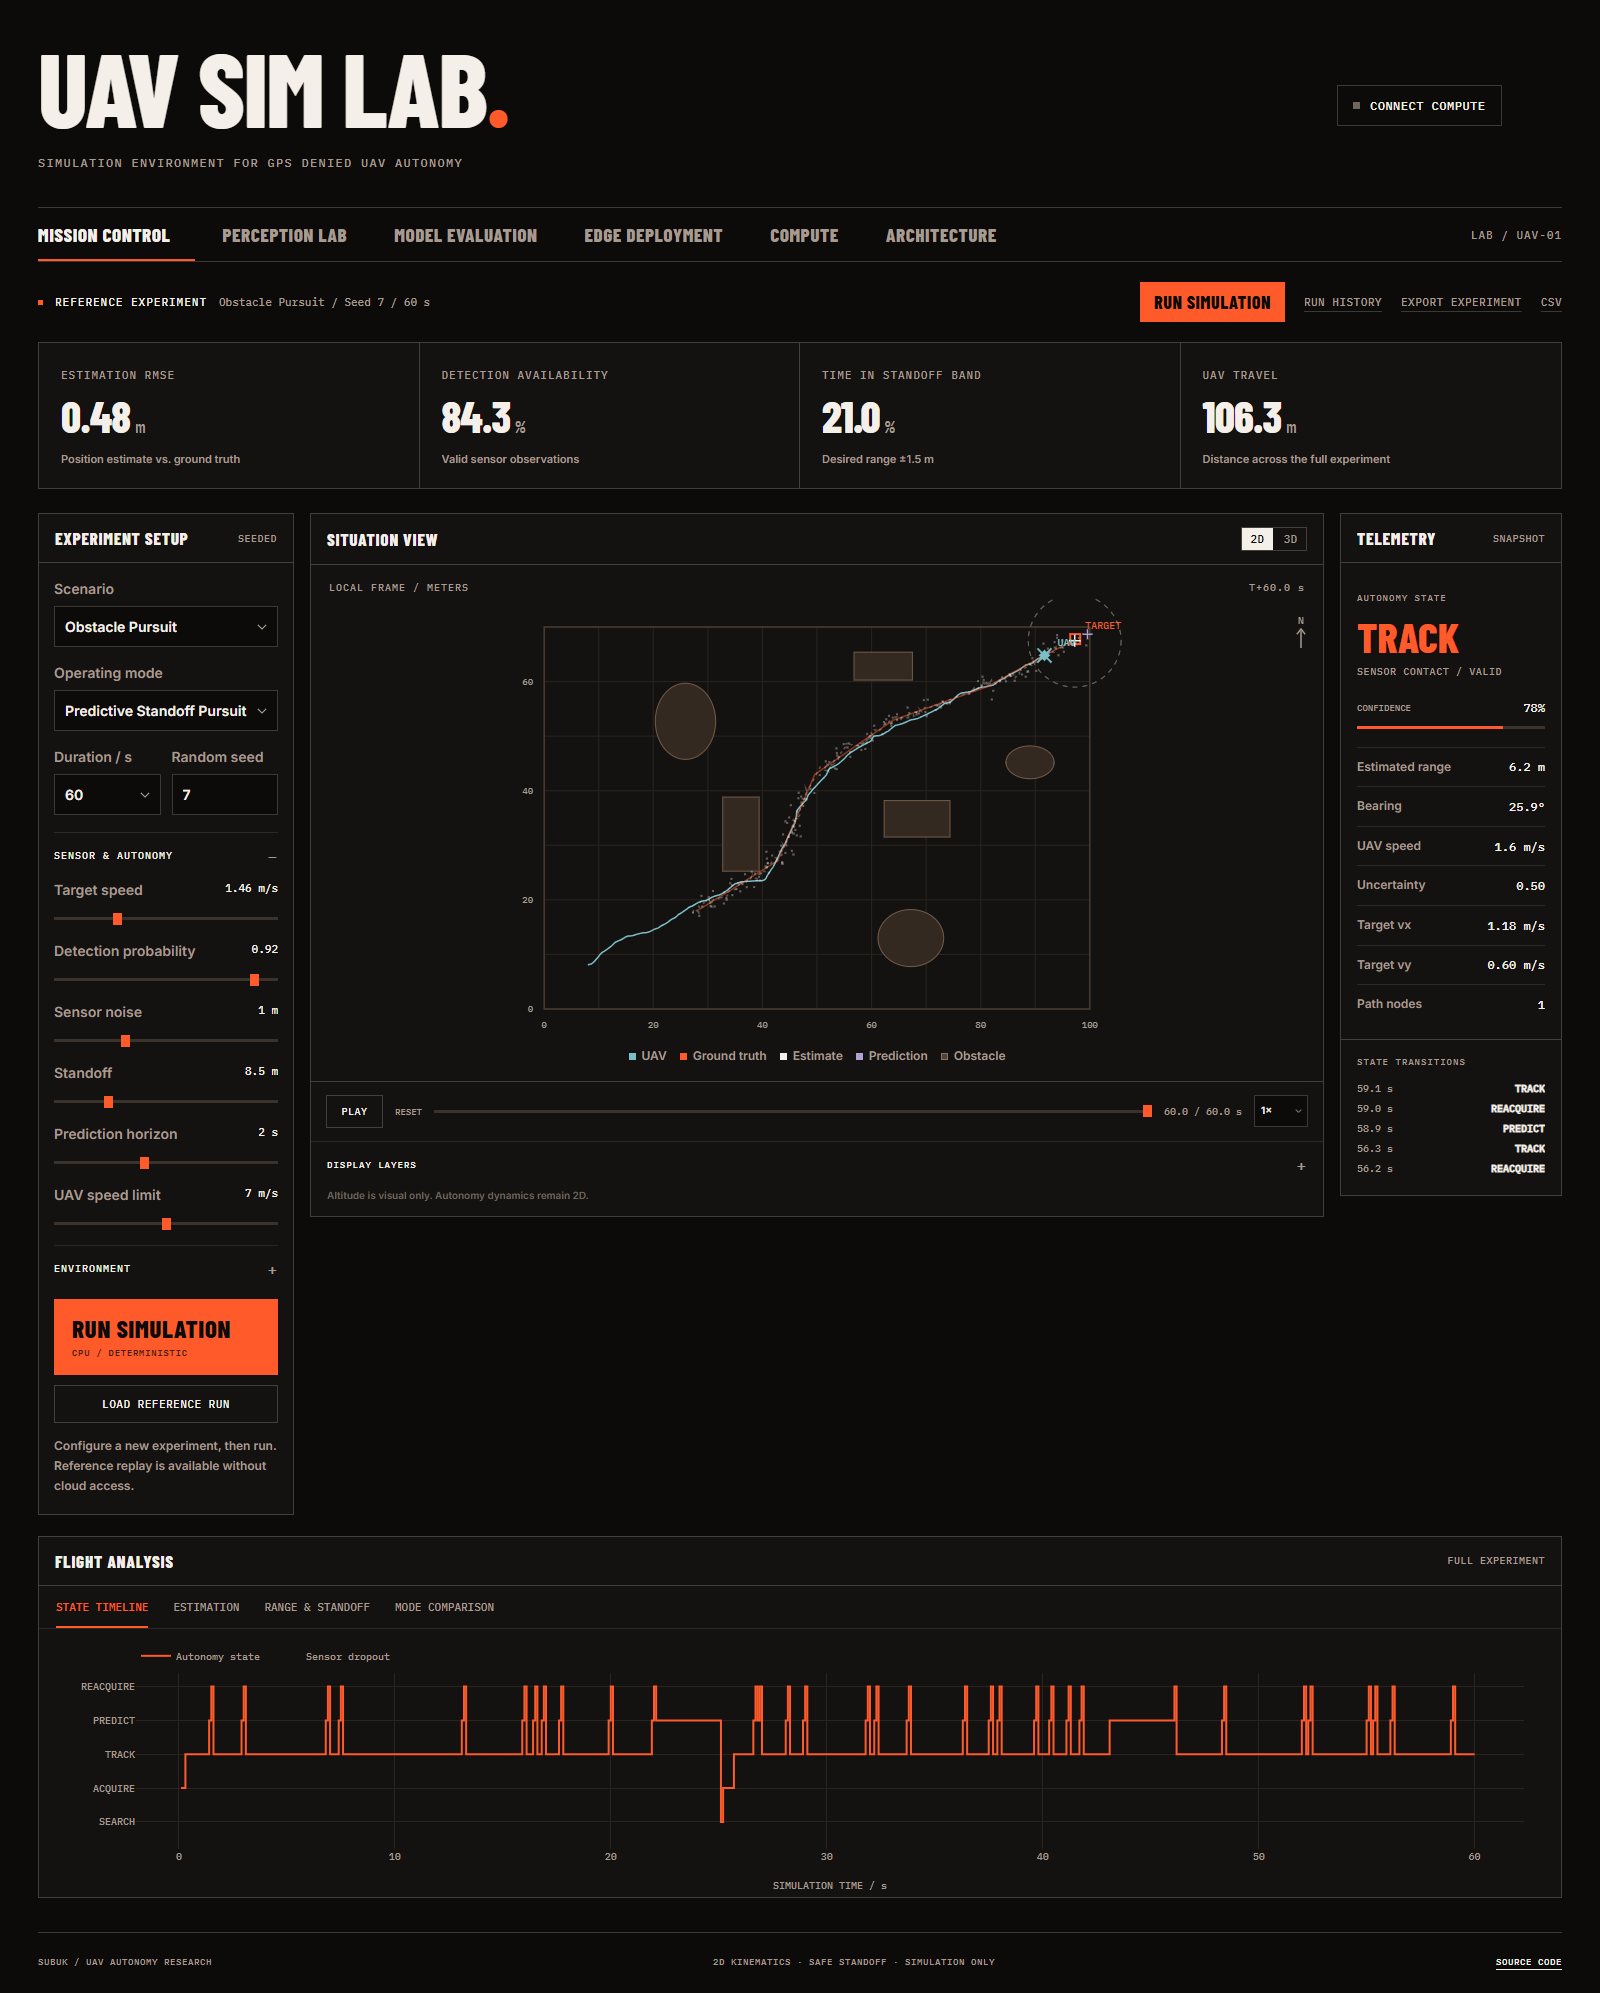 UAV SIM LAB.
CONNECT COMPUTE
SIMULATION ENVIRONMENT FOR GPS DENIED UAV AUTONOMY
MISSION CONTROL PERCEPTION LAB MODEL EVALUATION EDGE DEPLOYMENT COMPUTE ARCHITECTURE LAB / UAV-01
REFERENCE EXPERIMENT Obstacle Pursuit / Seed 7 / 60 s RUN SIMULATION RUN HISTORY EXPORT EXPERIMENT CSV
ESTIMATION RMSE
0.48 m
Position estimate vs. ground truth
DETECTION AVAILABILITY
84.3 %
Valid sensor observations
TIME IN STANDOFF BAND
21.0 %
Desired range ±1.5 m
UAV TRAVEL
106.3 m
Distance across the full experiment
EXPERIMENT SETUP SEEDED
Scenario
Obstacle Pursuit
Operating mode
Predictive Standoff Pursuit
Duration / s Random seed
60 7
SENSOR & AUTONOMY –
Target speed 1.46 m/s
Detection probability 0.92
Sensor noise 1 m
Standoff 8.5 m
Prediction horizon 2 s
UAV speed limit 7 m/s
ENVIRONMENT +
RUN SIMULATION
CPU / DETERMINISTIC
LOAD REFERENCE RUN
Configure a new experiment, then run.
Reference replay is available without
cloud access.
SITUATION VIEW 2D 3D
LOCAL FRAME / METERS T+60.0 s
N
TARGET
UAV
60
40
20
0
0 20 40 60 80 100
UAV Ground truth Estimate Prediction Obstacle
PLAY RESET 60.0 / 60.0 s 1×
DISPLAY LAYERS +
Altitude is visual only. Autonomy dynamics remain 2D.
TELEMETRY SNAPSHOT
AUTONOMY STATE
TRACK
SENSOR CONTACT / VALID
CONFIDENCE 78%
Estimated range 6.2 m
Bearing 25.9°
UAV speed 1.6 m/s
Uncertainty 0.50
Target vx 1.18 m/s
Target vy 0.60 m/s
Path nodes 1
STATE TRANSITIONS
59.1 s TRACK
59.0 s REACQUIRE
58.9 s PREDICT
56.3 s TRACK
56.2 s REACQUIRE
FLIGHT ANALYSIS FULL EXPERIMENT
STATE TIMELINE ESTIMATION RANGE & STANDOFF MODE COMPARISON
Autonomy state Sensor dropout
REACQUIRE
PREDICT
TRACK
ACQUIRE
SEARCH
0 10 20 30 40 50 60
SIMULATION TIME / s
SUBUK / UAV AUTONOMY RESEARCH 2D KINEMATICS · SAFE STANDOFF · SIMULATION ONLY SOURCE CODE